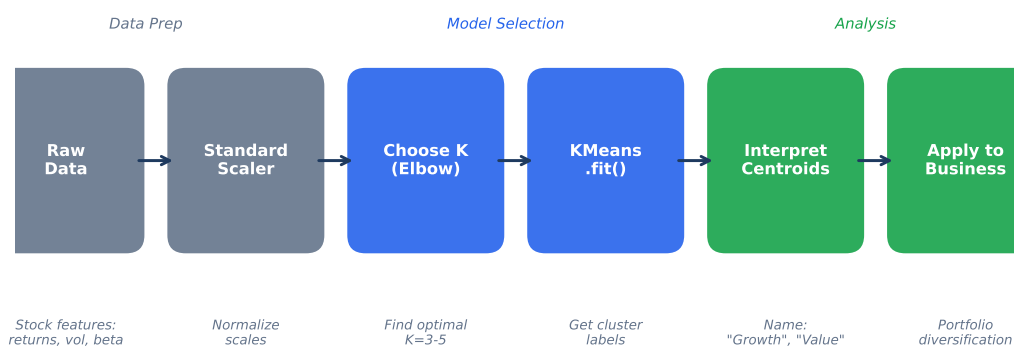 Data Prep
Model Selection
Analysis
Raw
Data
Standard
Scaler
Choose K
(Elbow)
KMeans
.fit()
Interpret
Centroids
Apply to
Business
Stock features:
returns, vol, beta
Normalize
scales
Find optimal
K=3-5
Get cluster
labels
Name:
"Growth", "Value"
Portfolio
diversification